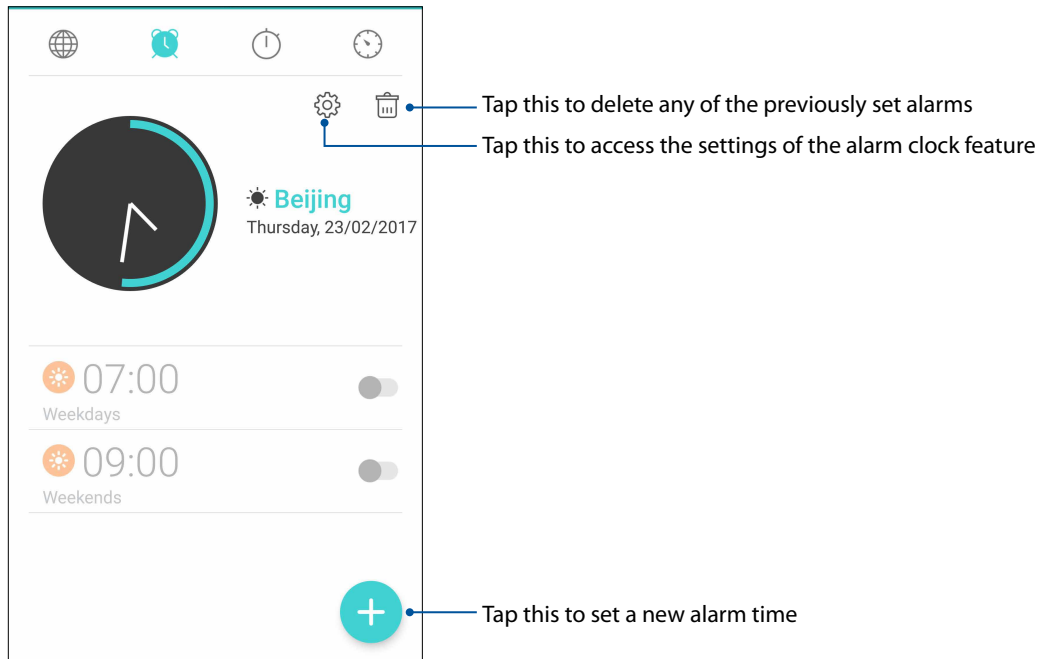 Tap this to delete any of the previously set alarms
Tap this to access the settings of the alarm clock feature
Beijing
Thursday, 23/02/2017
07:00
Weekdays
09:00
Weekends
Tap this to set a new alarm time